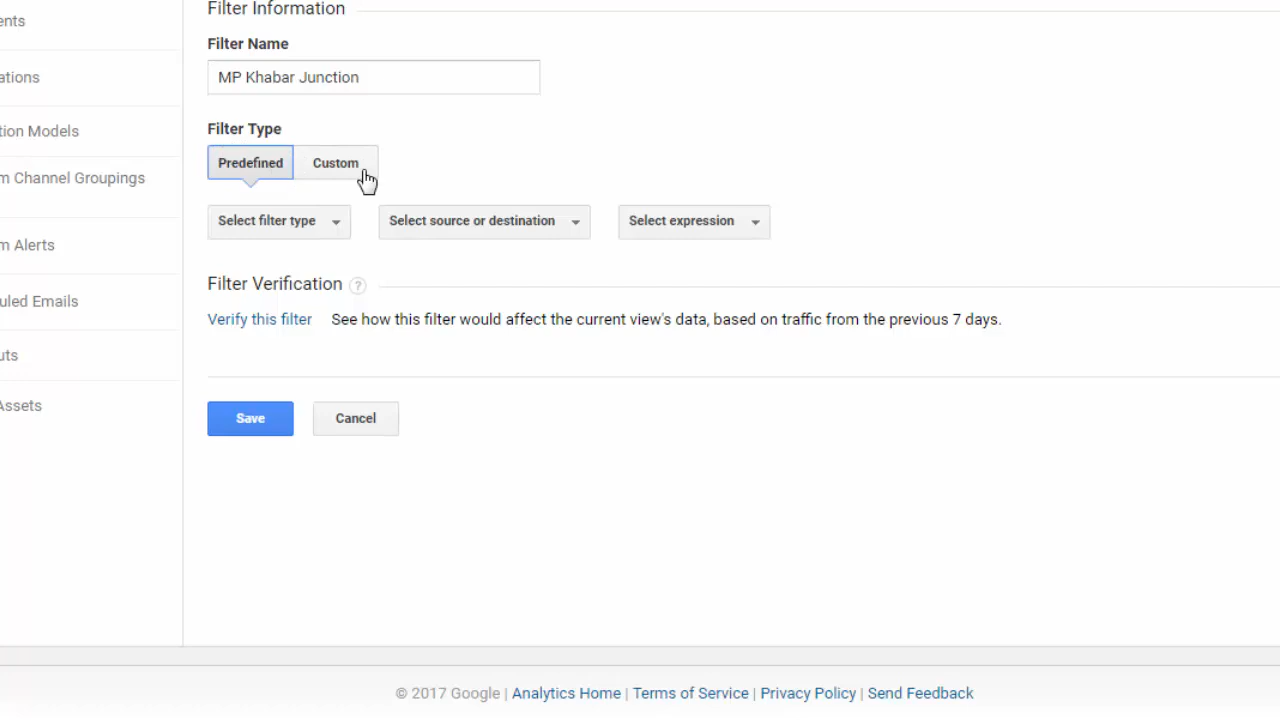 Filter Information
ents
Filter Name
ations
MP Khabar Junction
tion Models
Filter Type
Predefined Custom
m Channel Groupings
Select filter type Select source or destination Select expression
m Alerts
Filter Verification ?
uled Emails
Verify this filter See how this filter would affect the current view's data, based on traffic from the previous 7 days.
uts
Assets
Save Cancel
© 2017 Google | Analytics Home | Terms of Service | Privacy Policy | Send Feedback